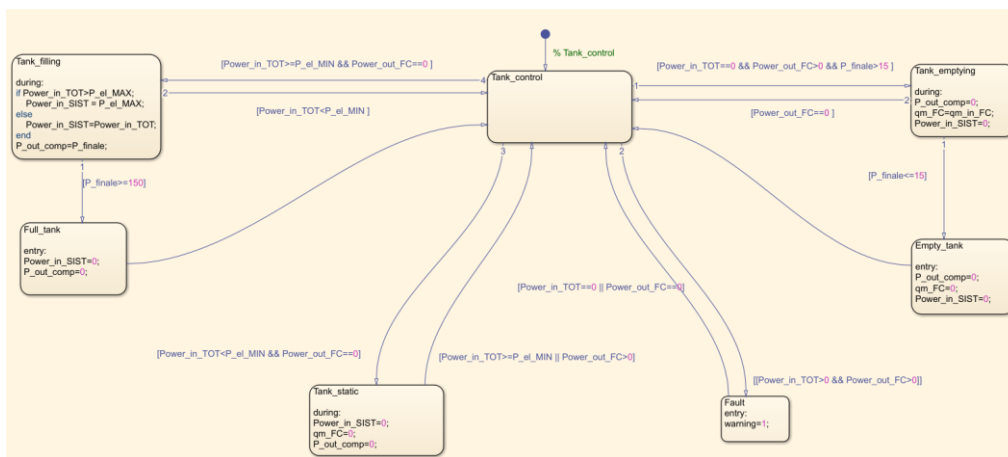 % Tank_control
Tank_filling
during:
if Power_in_TOT>P_el_MAX;
Power_in_SIST = P_el_MAX;
else
Power_in_SIST=Power_in_TOT;
end
P_out_comp=P_finale;
[Power_in_TOT>=P_el_MIN && Power_out_FC==0 ]
4
2
[Power_in_TOT<P_el_MIN ]
Tank_control
[Power_in_TOT==0 && Power_out_FC>0 && P_finale>15 ]
1
2
[Power_out_FC==0 ]
Tank_emptying
during:
P_out_comp=0;
qm_FC=qm_in_FC;
Power_in_SIST=0;
1
[P_finale>=150]
3
2
1
[P_finale<=15]
Full_tank
entry:
Power_in_SIST=0;
P_out_comp=0;
Empty_tank
entry:
P_out_comp=0;
qm_FC=0;
Power_in_SIST=0;
[Power_in_TOT==0 || Power_out_FC==0]
[Power_in_TOT<P_el_MIN && Power_out_FC==0]
[Power_in_TOT>=P_el_MIN || Power_out_FC>0]
[[Power_in_TOT>0 && Power_out_FC>0]]
Tank_static
during:
Power_in_SIST=0;
qm_FC=0;
P_out_comp=0;
Fault
entry:
warning=1;